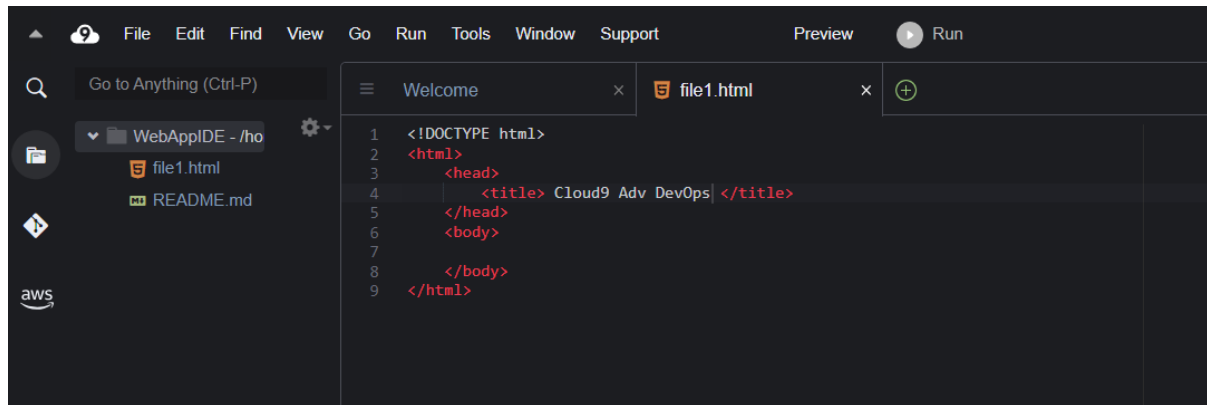 9 File Edit Find View Go Run Tools Window Support Preview Run
Go to Anything (Ctrl-P)
Welcome
file1.html
WebAppIDE - /ho
file1.html
README.md
aws
1 <!DOCTYPE html>
2 <html>
3     <head>
4         <title> Cloud9 Adv DevOps </title>
5     </head>
6     <body>
7
8     </body>
9 </html>